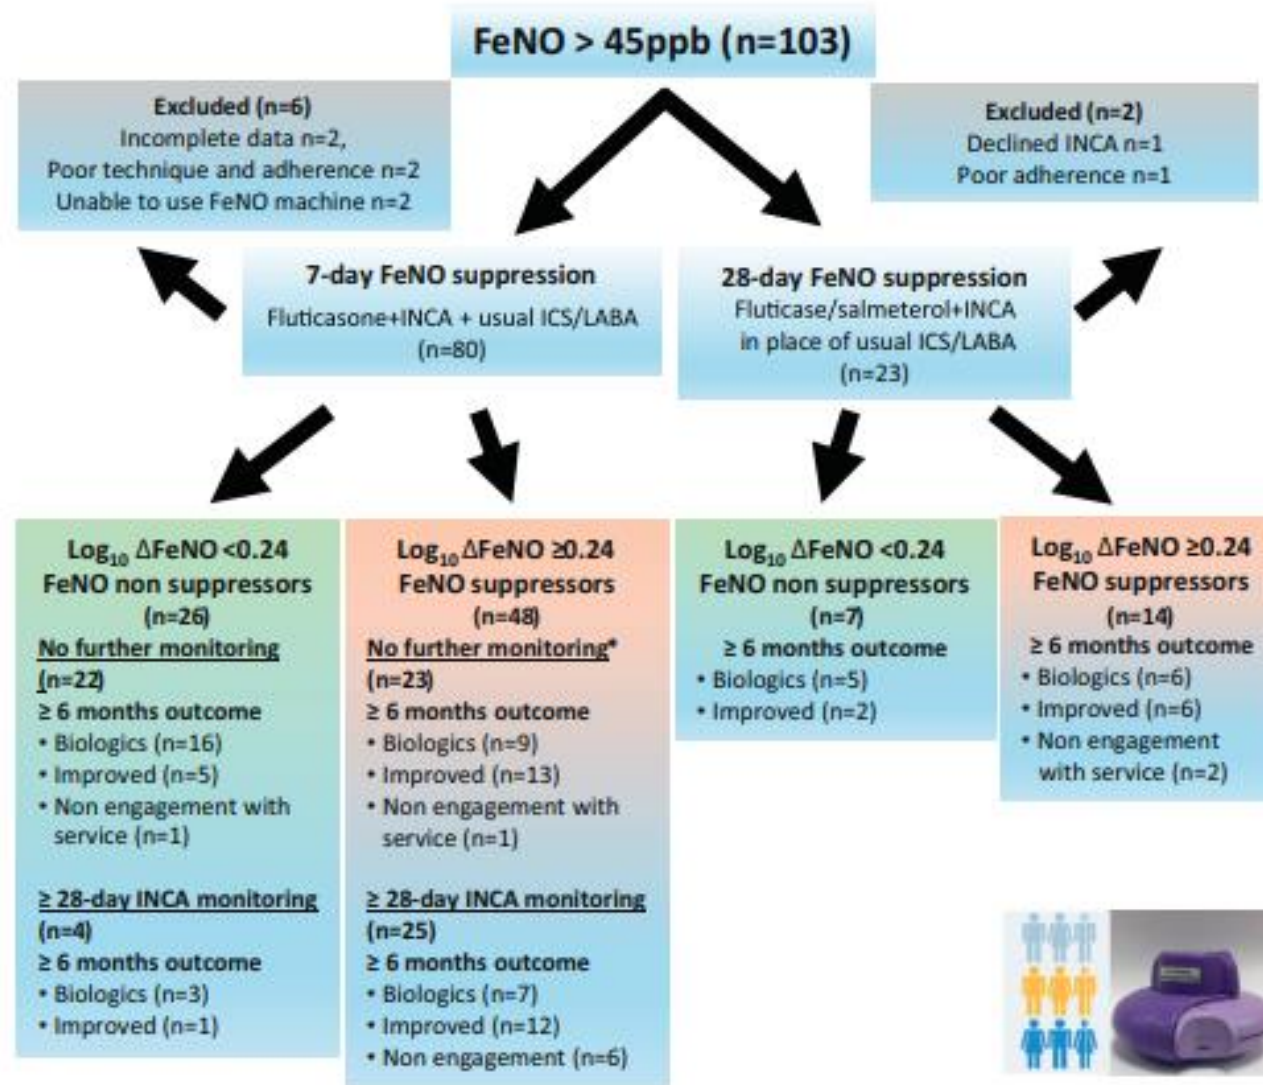 FeNO > 45ppb (n=103)
Excluded (n=6)
Incomplete data n=2,
Poor technique and adherence n=2
Unable to use FeNO machine n=2
Excluded (n=2)
Declined INCA n=1
Poor adherence n=1
7-day FeNO suppression
Fluticasone+INCA + usual ICS/LABA
(n=80)
28-day FeNO suppression
Fluticase/salmeterol+INCA
in place of usual ICS/LABA
(n=23)
Log₁₀ ΔFeNO <0.24
FeNO non suppressors
(n=26)
No further monitoring
(n=22)
≥ 6 months outcome
• Biologics (n=16)
• Improved (n=5)
• Non engagement with
service (n=1)
≥ 28-day INCA monitoring
(n=4)
≥ 6 months outcome
• Biologics (n=3)
• Improved (n=1)
Log₁₀ ΔFeNO ≥0.24
FeNO suppressors
(n=48)
No further monitoring*
(n=23)
≥ 6 months outcome
• Biologics (n=9)
• Improved (n=13)
• Non engagement with
service (n=1)
≥ 28-day INCA monitoring
(n=25)
≥ 6 months outcome
• Biologics (n=7)
• Improved (n=12)
• Non engagement (n=6)
Log₁₀ ΔFeNO <0.24
FeNO non suppressors
(n=7)
≥ 6 months outcome
• Biologics (n=5)
• Improved (n=2)
Log₁₀ ΔFeNO ≥0.24
FeNO suppressors
(n=14)
≥ 6 months outcome
• Biologics (n=6)
• Improved (n=6)
• Non engagement
with service (n=2)